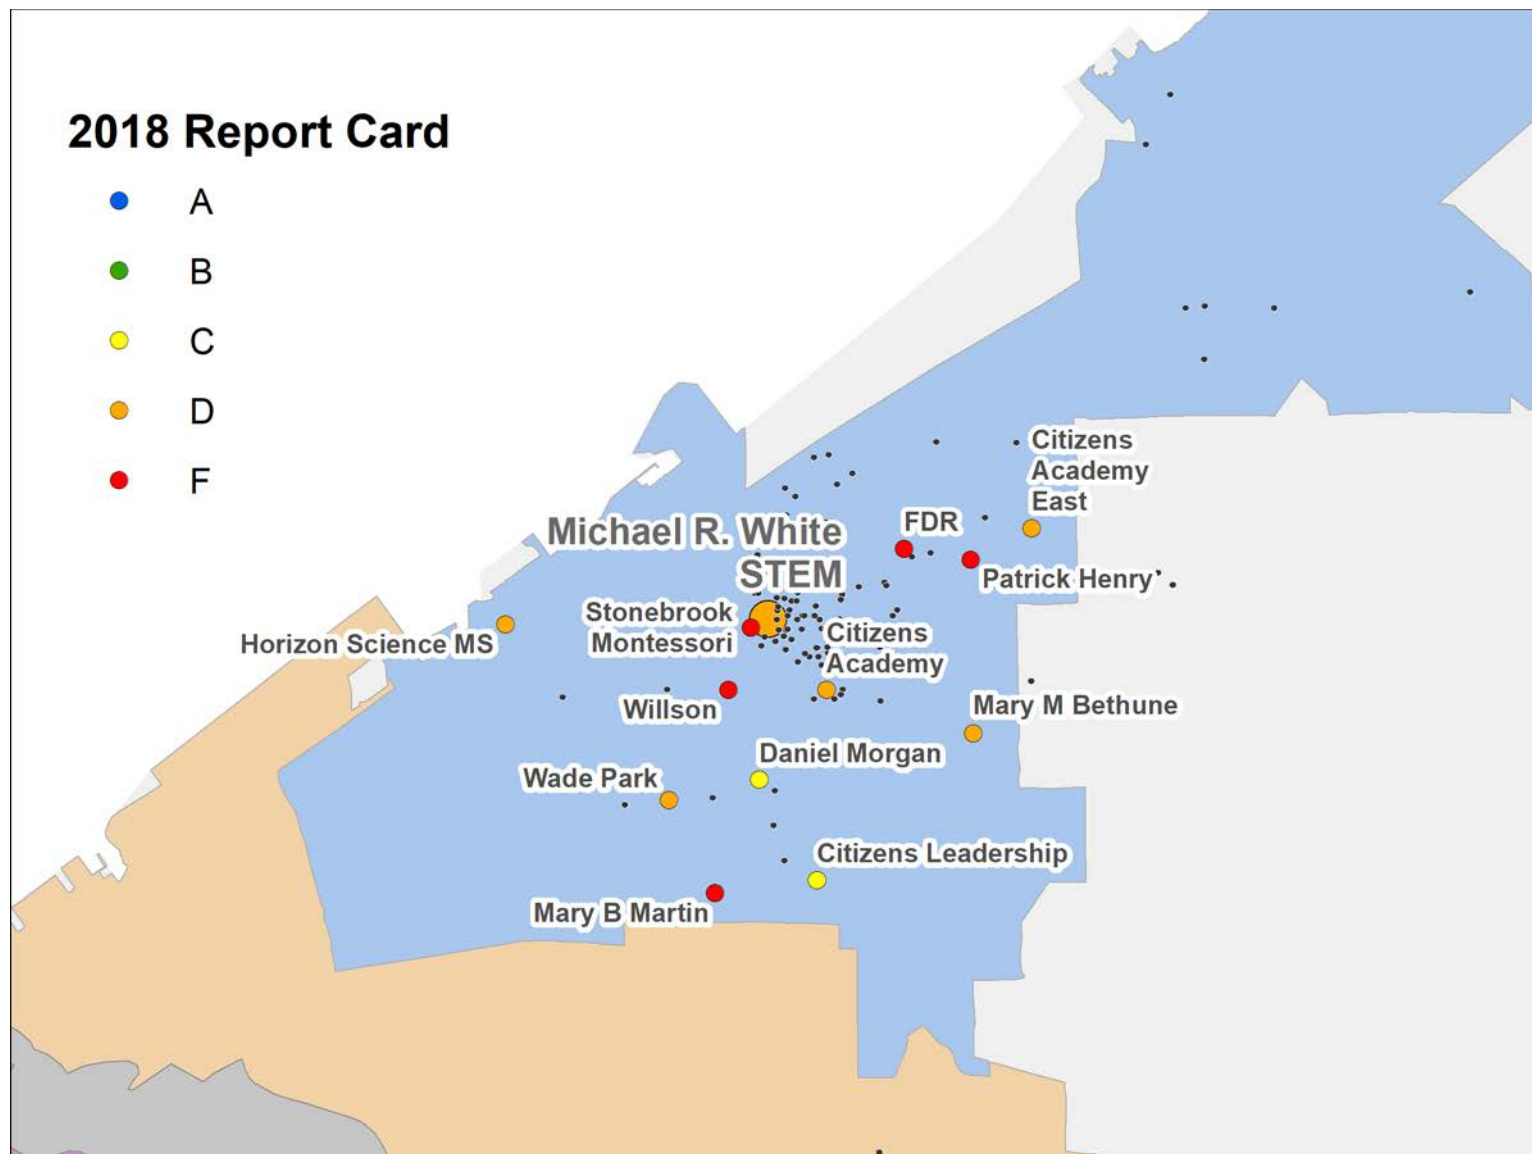 2018 Report Card
A
B
C
D
F
Citizens
Academy
East
FDR
Michael R. White
STEM
Patrick Henry
Stonebrook
Montessori
Citizens
Academy
Horizon Science MS
Willson
Mary M Bethune
Daniel Morgan
Wade Park
Citizens Leadership
Mary B Martin